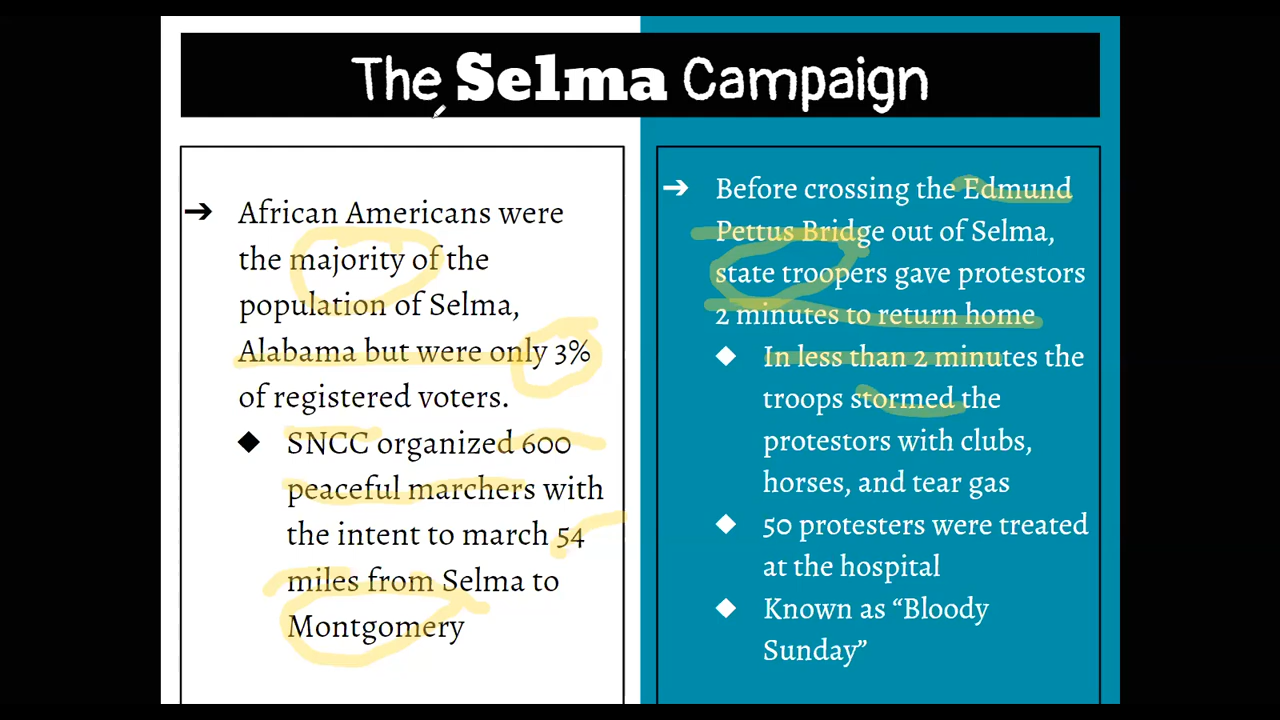 The Selma Campaign
➔ African Americans were
the majority of the
population of Selma,
Alabama but were only 3%
of registered voters.
◆ SNCC organized 600
peaceful marchers with
the intent to march 54
miles from Selma to
Montgomery
➔ Before crossing the Edmund
Pettus Bridge out of Selma,
state troopers gave protestors
2 minutes to return home
◆ In less than 2 minutes the
troops stormed the
protestors with clubs,
horses, and tear gas
◆ 50 protesters were treated
at the hospital
◆ Known as “Bloody
Sunday”